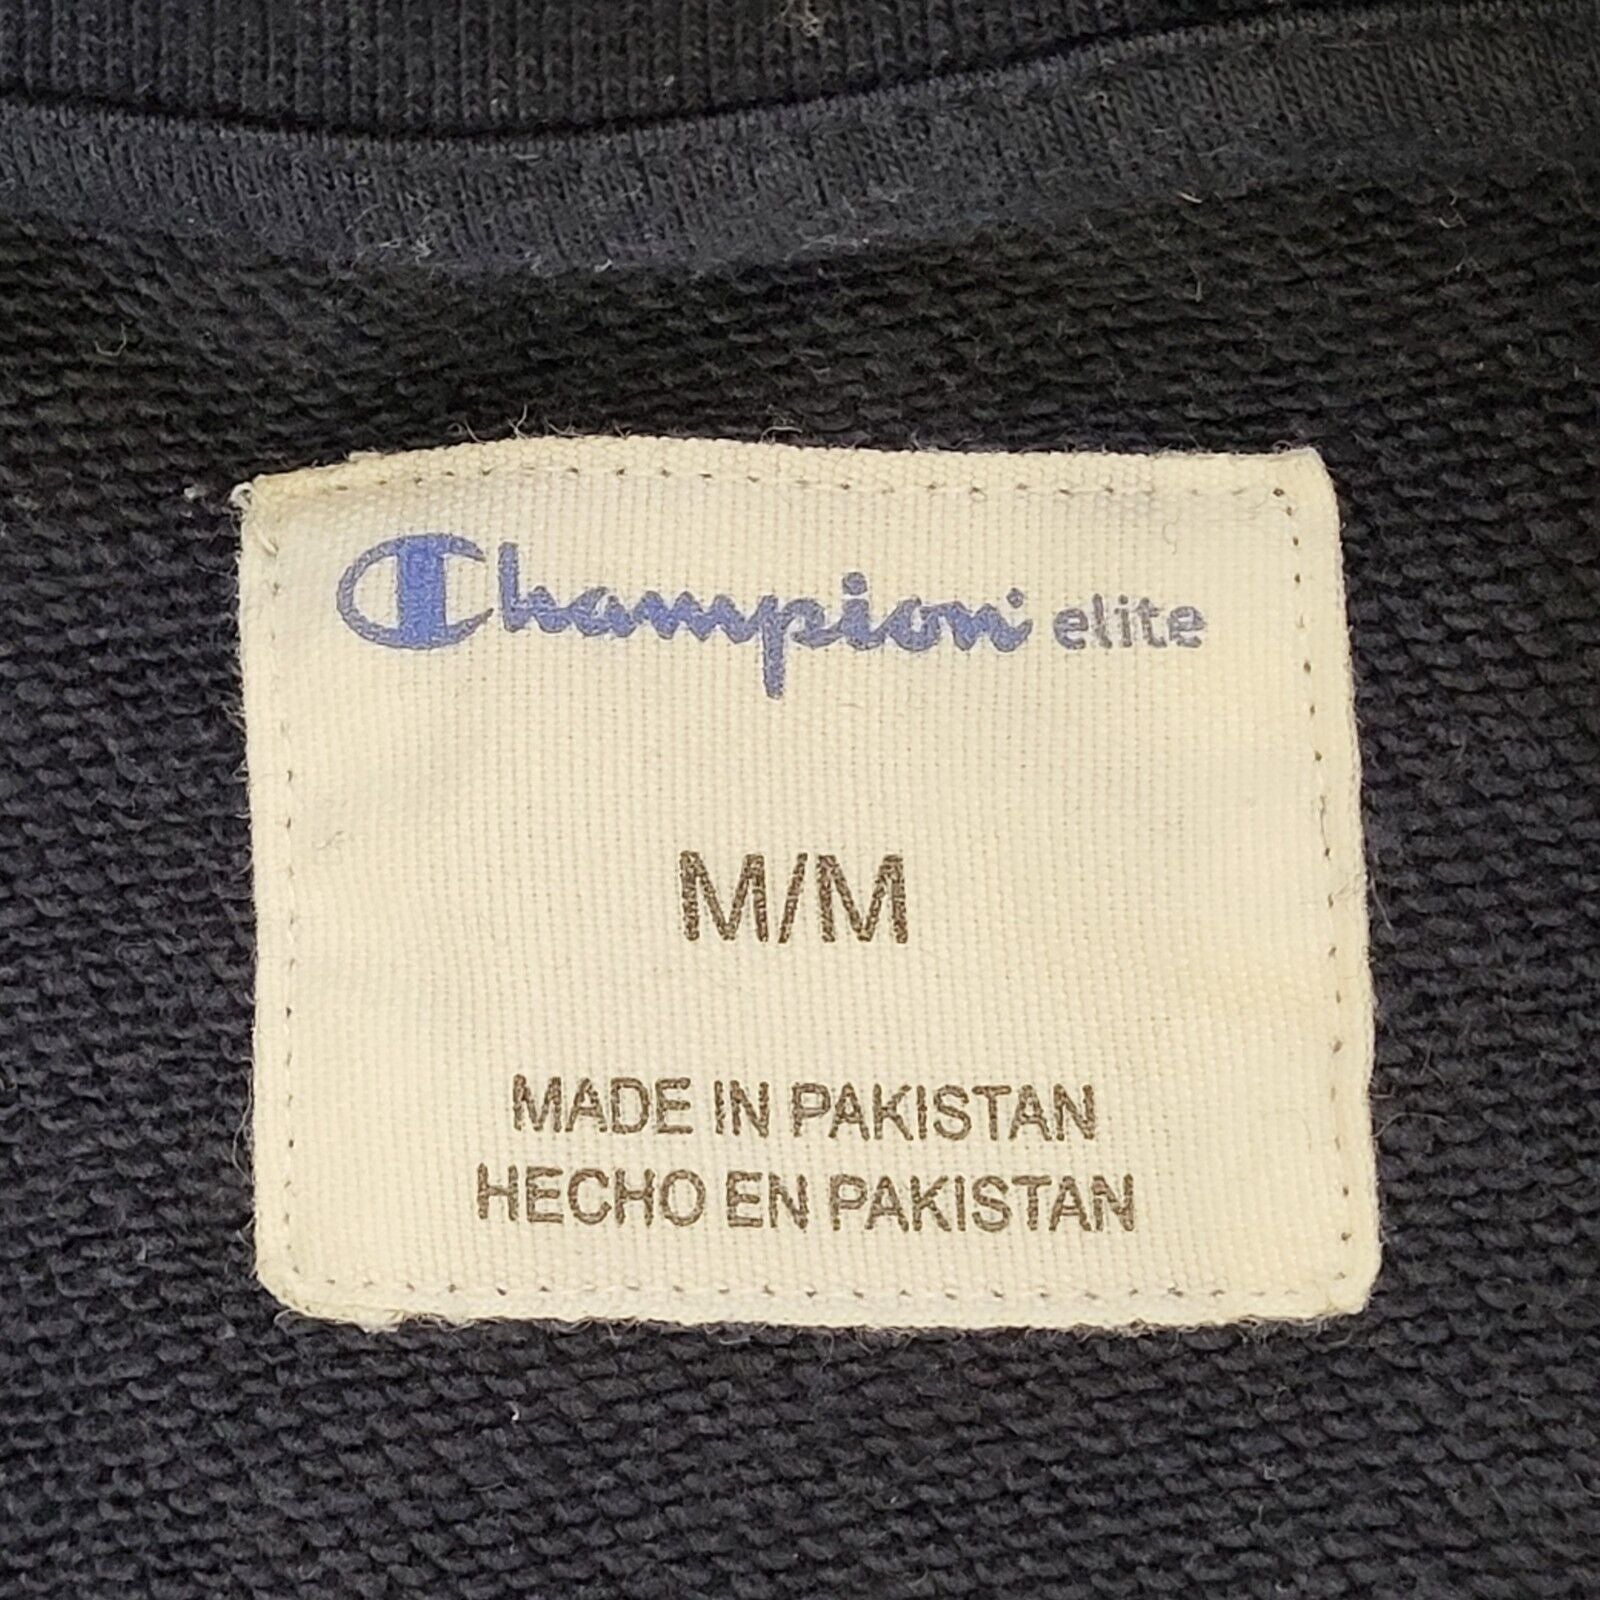 Champion elite
M/M
MADE IN PAKISTAN
HECHO EN PAKISTAN